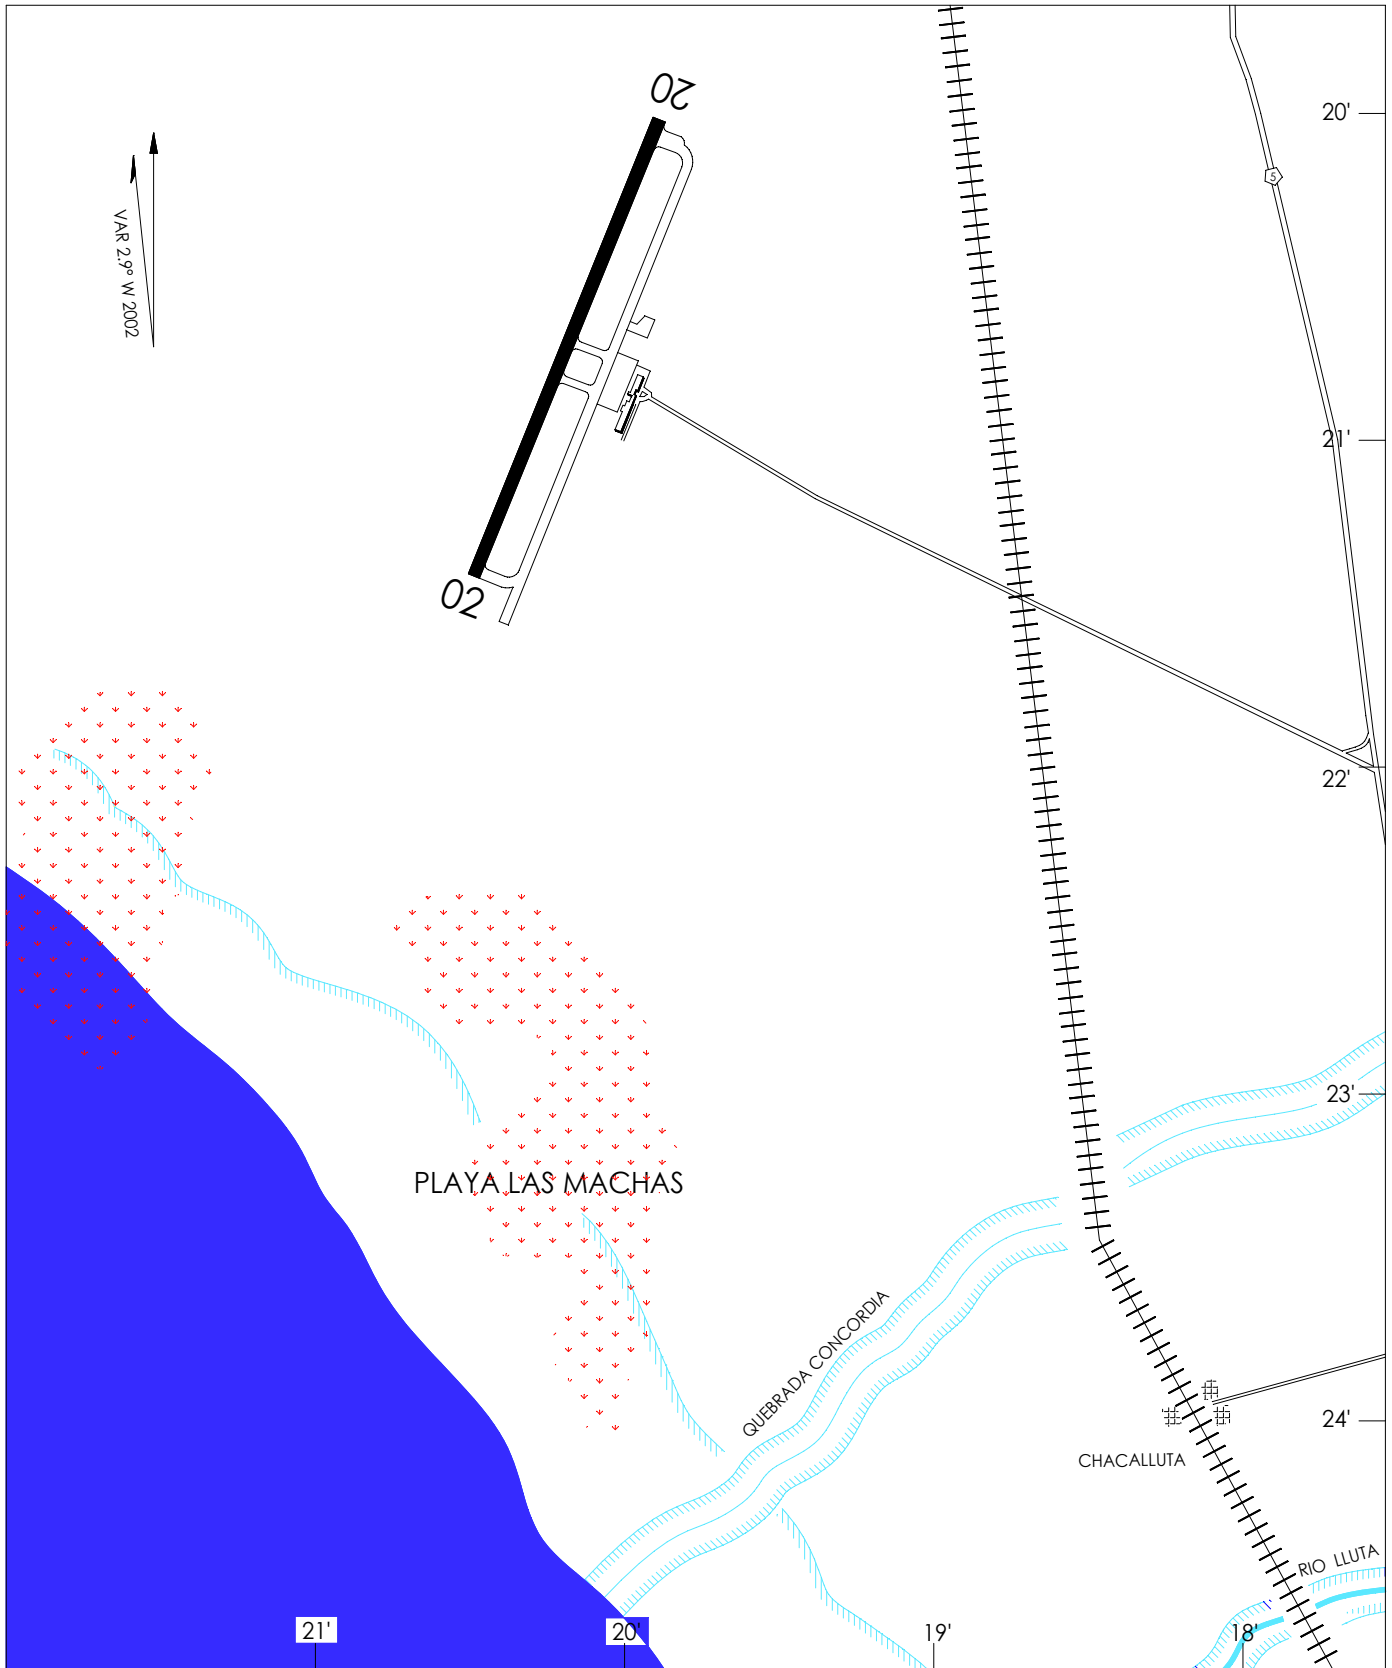 20
20'
5
VAR 2.9° W 2002
21'
02
22'
23'
PLAYA LAS MACHAS
QUEBRADA CONCORDIA
24'
CHACALLUTA
RIO LLUTA
21'
20'
19'
18'